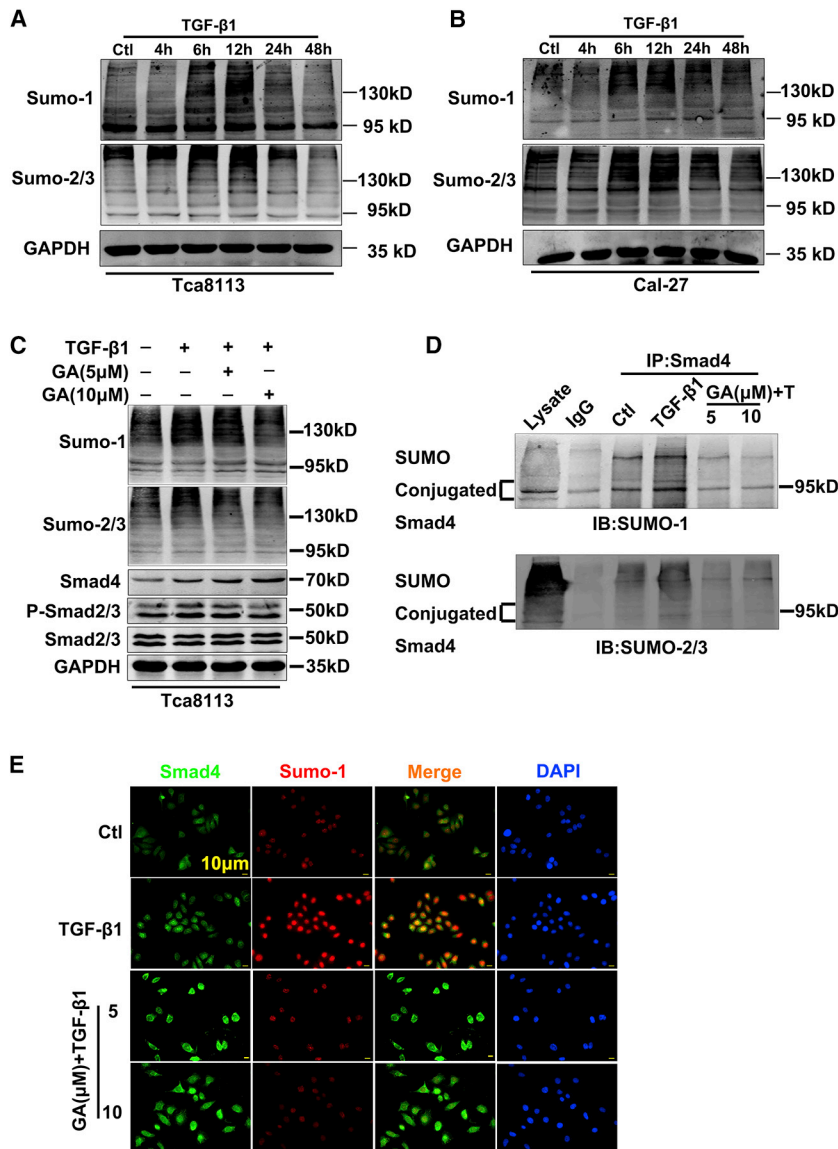 A
TGF-β1
Ctl 4h 6h 12h 24h 48h
Sumo-1
130kD
95 kD
Sumo-2/3
130kD
95kD
GAPDH
35 kD
Tca8113
B
TGF-β1
Ctl 4h 6h 12h 24h 48h
Sumo-1
130kD
95 kD
Sumo-2/3
130kD
95 kD
GAPDH
35 kD
Cal-27
C
TGF-β1 – + + +
GA(5μM) – – + –
GA(10μM) – – – +
Sumo-1
130kD
95kD
Sumo-2/3
130kD
95kD
Smad4 70kD
P-Smad2/3 50kD
Smad2/3 50kD
GAPDH 35kD
Tca8113
D
IP:Smad4
Lysate IgG Ctl TGF-β1 GA(μM)+T
5 10
SUMO
Conjugated
Smad4
95kD
IB:SUMO-1
SUMO
Conjugated
Smad4
95kD
IB:SUMO-2/3
E
Smad4 Sumo-1 Merge DAPI
Ctl
10μm
TGF-β1
GA(μM)+TGF-β1
5
10